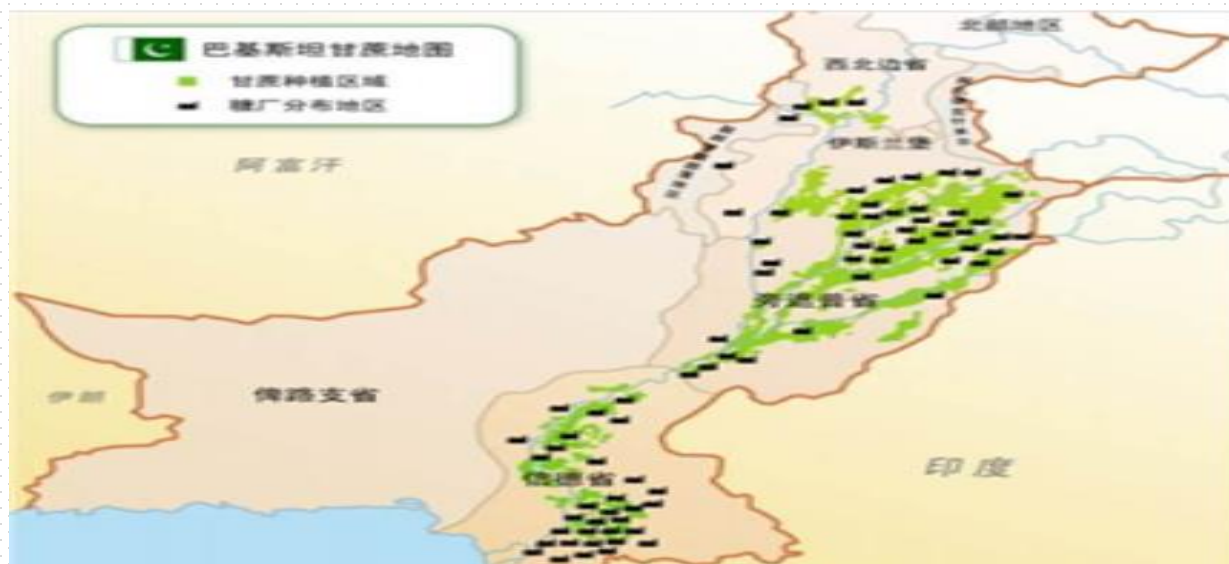 巴基斯坦甘蔗地图
甘蔗种植区域
糖厂分布地区
北部地区
西北边省
伊斯兰堡
阿富汗
旁遮普省
俾路支省
伊朗
信德省
印度